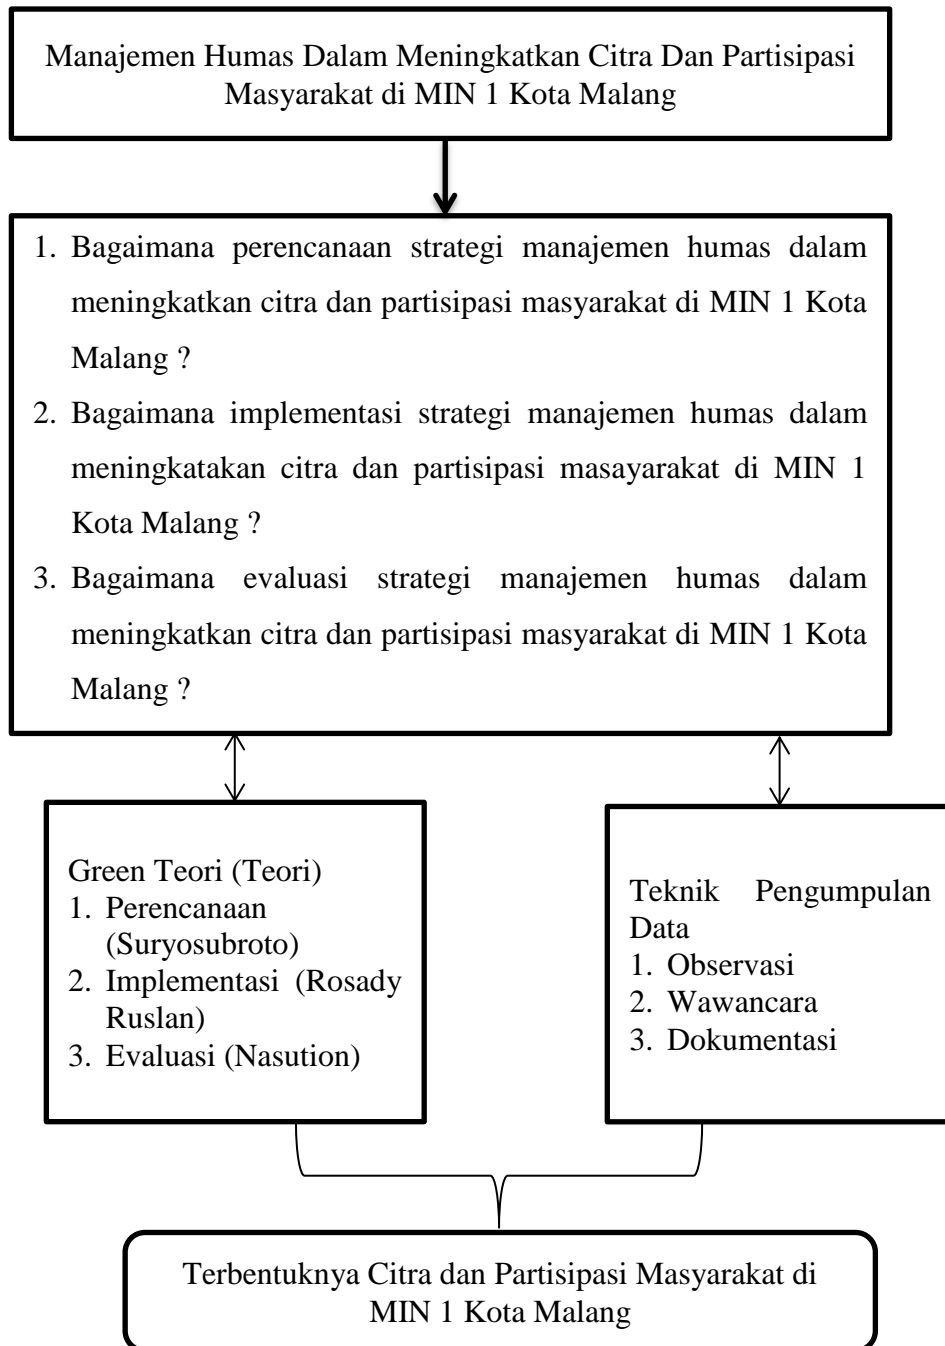 Manajemen Humas Dalam Meningkatkan Citra Dan Partisipasi
Masyarakat di MIN 1 Kota Malang
1. Bagaimana perencanaan strategi manajemen humas dalam
meningkatkan citra dan partisipasi masyarakat di MIN 1 Kota
Malang ?
2. Bagaimana implementasi strategi manajemen humas dalam
meningkatakan citra dan partisipasi masayarakat di MIN 1
Kota Malang ?
3. Bagaimana evaluasi strategi manajemen humas dalam
meningkatkan citra dan partisipasi masyarakat di MIN 1 Kota
Malang ?
Green Teori (Teori)
1. Perencanaan
(Suryosubroto)
2. Implementasi (Rosady
Ruslan)
3. Evaluasi (Nasution)
Teknik Pengumpulan
Data
1. Observasi
2. Wawancara
3. Dokumentasi
Terbentuknya Citra dan Partisipasi Masyarakat di
MIN 1 Kota Malang